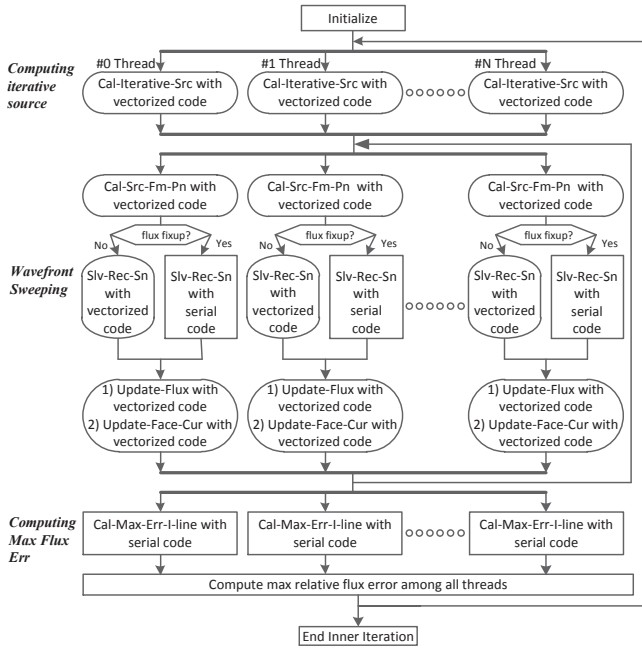 Initialize
Computing
iterative
source
#0 Thread
#1 Thread
#N Thread
Cal-Iterative-Src with
vectorized code
Cal-Iterative-Src with
vectorized code
Cal-Iterative-Src with
vectorized code
Cal-Src-Fm-Pn with
vectorized code
Cal-Src-Fm-Pn with
vectorized code
Cal-Src-Fm-Pn with
vectorized code
flux fixup?
flux fixup?
flux fixup?
No
Yes
No
Yes
No
Yes
Wavefront
Sweeping
Slv-Rec-Sn
with
vectorized
code
Slv-Rec-Sn
with
serial
code
Slv-Rec-Sn
with
vectorized
code
Slv-Rec-Sn
with
serial
code
Slv-Rec-Sn
with
vectorized
code
Slv-Rec-Sn
with
serial
code
1) Update-Flux with
vectorized code
2) Update-Face-Cur with
vectorized code
1) Update-Flux with
vectorized code
2) Update-Face-Cur with
vectorized code
1) Update-Flux with
vectorized code
2) Update-Face-Cur with
vectorized code
Computing
Max Flux
Err
Cal-Max-Err-I-line with
serial code
Cal-Max-Err-I-line with
serial code
Cal-Max-Err-I-line with
serial code
Compute max relative flux error among all threads
End Inner Iteration